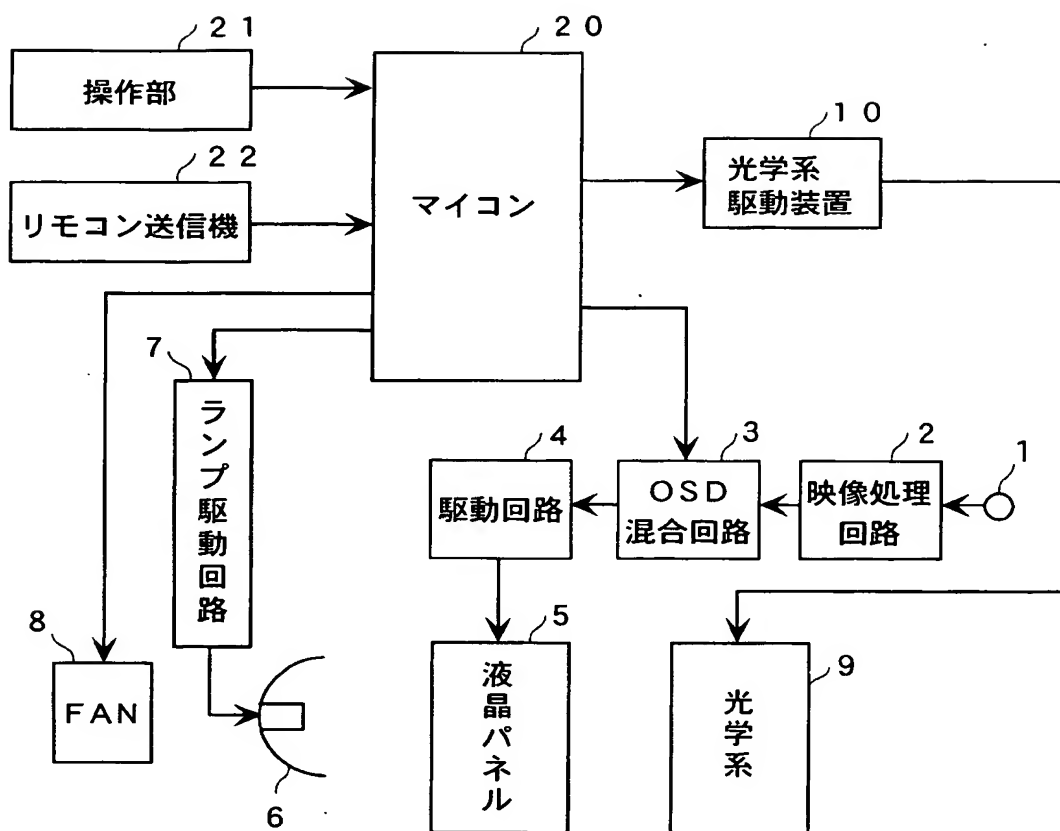 21
操作部
20
22
リモコン送信機
マイコン
10
光学系
駆動装置
7
ランプ駆動回路
4
駆動回路
3
OSD
混合回路
2
映像処理
回路
1
8
FAN
6
5
液晶パネル
9
光学系